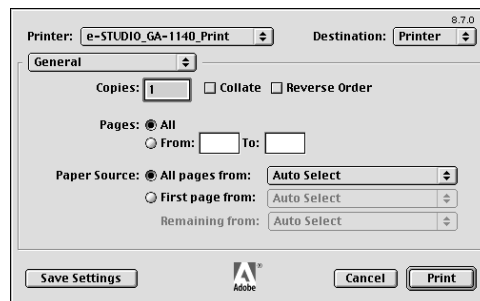 8.7.0
Printer: e-STUDIO_GA-1140_Print Destination: Printer
General
Copies: 1 Collate Reverse Order
Pages: All
From: To:
Paper Source: All pages from: Auto Select
First page from: Auto Select
Remaining from: Auto Select
Save Settings Adobe® Cancel Print